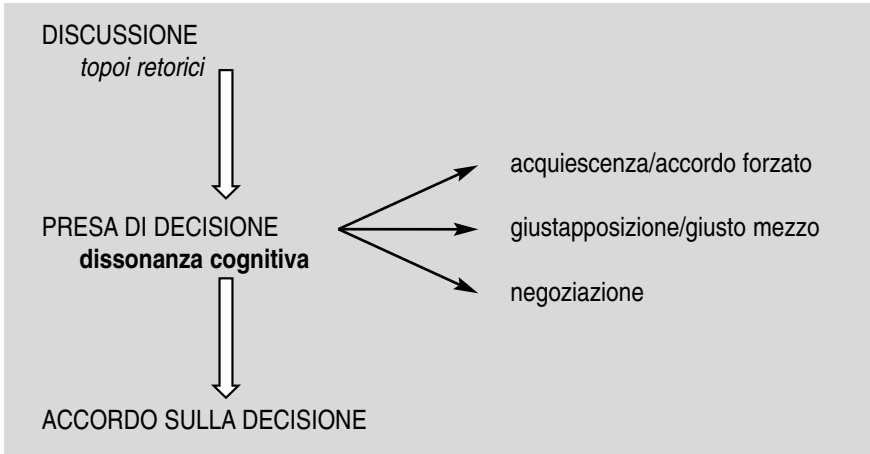 DISCUSSIONE
topoi retorici
acquiescenza/accordo forzato
PRESA DI DECISIONE
giustapposizione/giusto mezzo
dissonanza cognitiva
negoziazione
ACCORDO SULLA DECISIONE